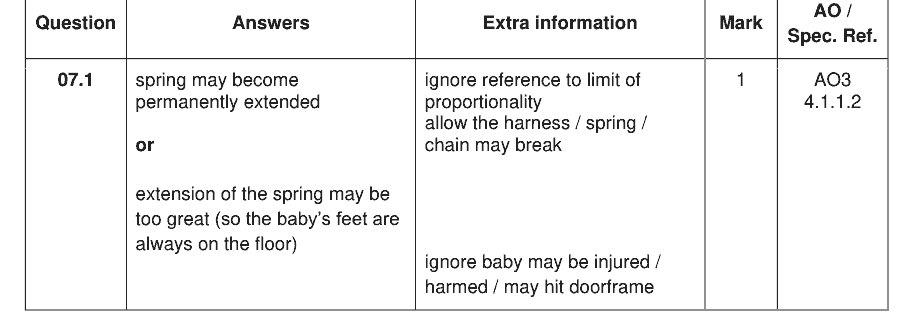 Question Answers Extra information Mark AO /
Spec. Ref.
07.1 spring may become ignore reference to limit of 1 AO3
permanently extended proportionality 4.1.1.2
allow the harness / spring /
or chain may break
extension of the spring may be
too great (so the baby's feet are
always on the floor)
ignore baby may be injured /
harmed / may hit doorframe